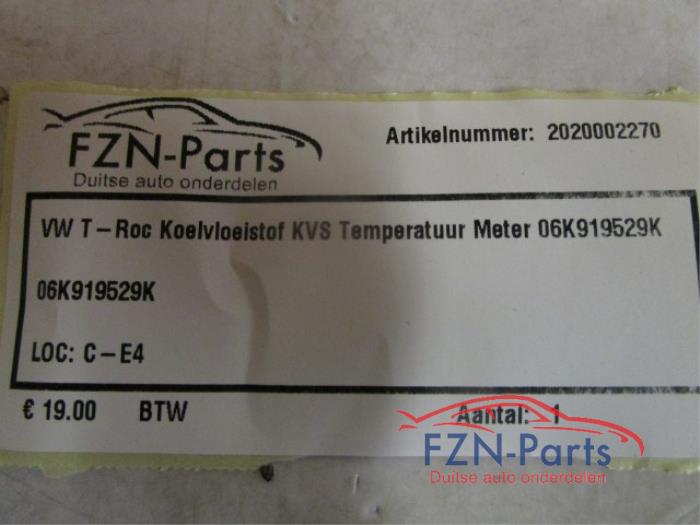 FZN-Parts
Duitse auto onderdelen
Artikelnummer: 2020002270
VW T-Roc Koelvloeistof KVS Temperatuur Meter 06K919529K
06K919529K
LOC: C-E4
€ 19.00 BTW Aantal: 1
FZN-Parts
Duitse auto onderdelen